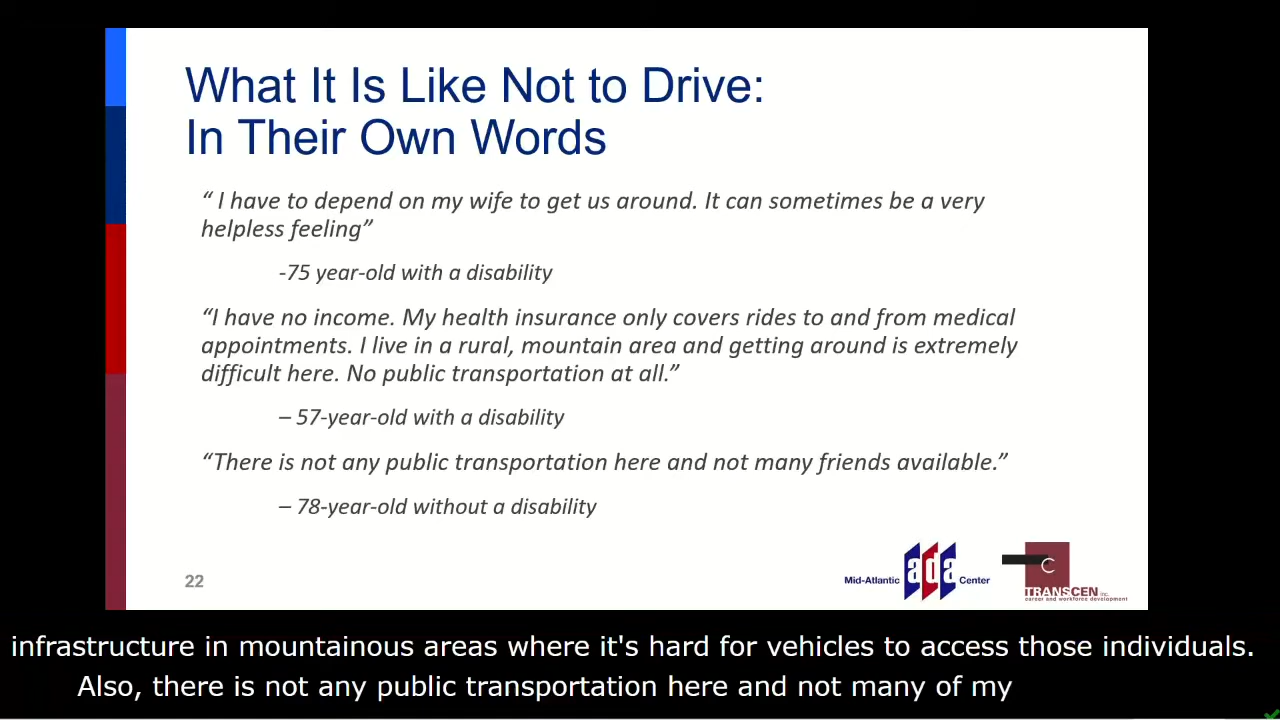 What It Is Like Not to Drive:
In Their Own Words
“ I have to depend on my wife to get us around. It can sometimes be a very
helpless feeling”
-75 year-old with a disability
“I have no income. My health insurance only covers rides to and from medical
appointments. I live in a rural, mountain area and getting around is extremely
difficult here. No public transportation at all.”
– 57-year-old with a disability
“There is not any public transportation here and not many friends available.”
– 78-year-old without a disability
22
Mid-Atlantic ada Center
C
TRANSCEN inc.
career and workforce development
infrastructure in mountainous areas where it's hard for vehicles to access those individuals.
Also, there is not any public transportation here and not many of my